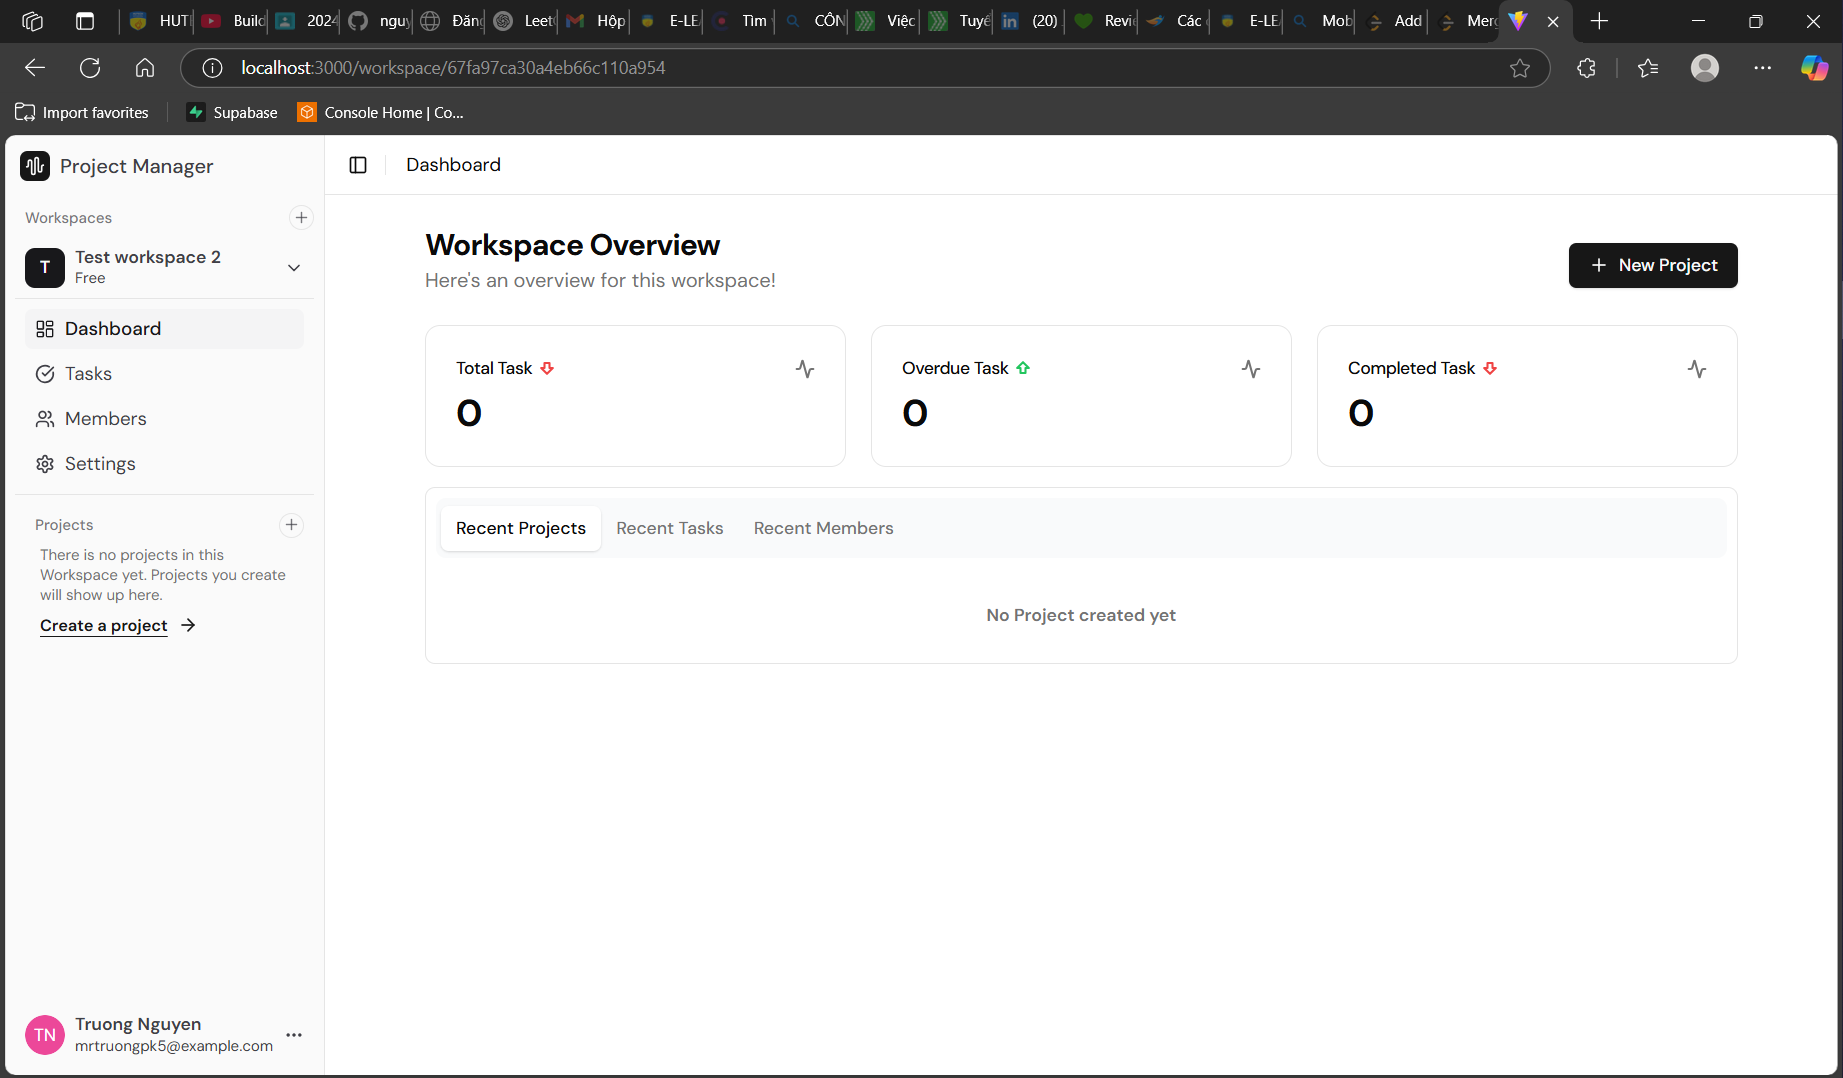 HUT
Build
2024
ngu
Đăn
Leet
Hộp
E-LE
Tìm
CÔN
Việc
Tuyể
(20)
Revi
Các
E-LE
Mob
Add
Merg
localhost:3000/workspace/67fa97ca30a4eb66c110a954
Import favorites
Supabase
Console Home | Co...
Project Manager
Dashboard
Workspaces
T
Test workspace 2
Free
Dashboard
Tasks
Members
Settings
Projects
There is no projects in this
Workspace yet. Projects you create
will show up here.
Create a project
TN
Truong Nguyen
mrtruongpk5@example.com
Workspace Overview
Here's an overview for this workspace!
New Project
Total Task
0
Overdue Task
0
Completed Task
0
Recent Projects
Recent Tasks
Recent Members
No Project created yet